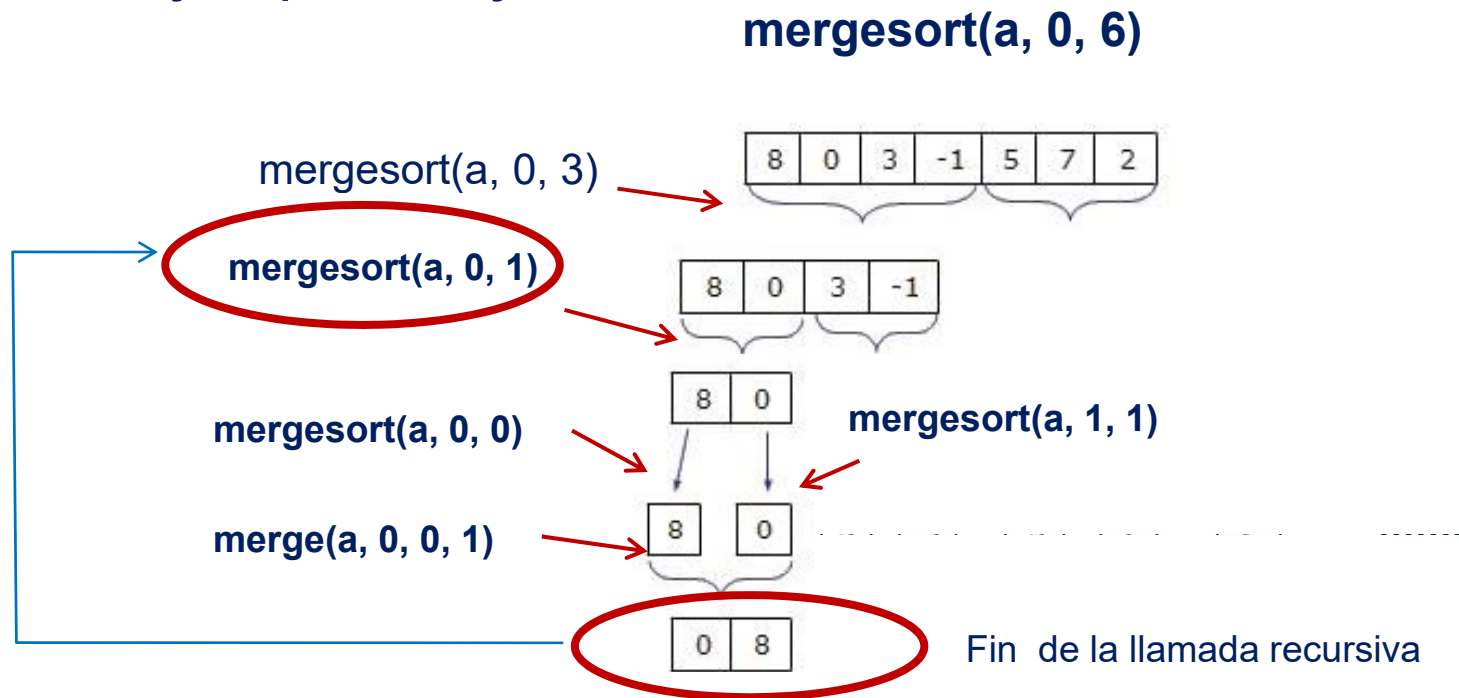 mergesort(a, 0, 6)
mergesort(a, 0, 3)
8 0 3 -1 5 7 2
mergesort(a, 0, 1)
8 0 3 -1
8 0
mergesort(a, 0, 0)
mergesort(a, 1, 1)
merge(a, 0, 0, 1)
8 0
0 8
Fin de la llamada recursiva